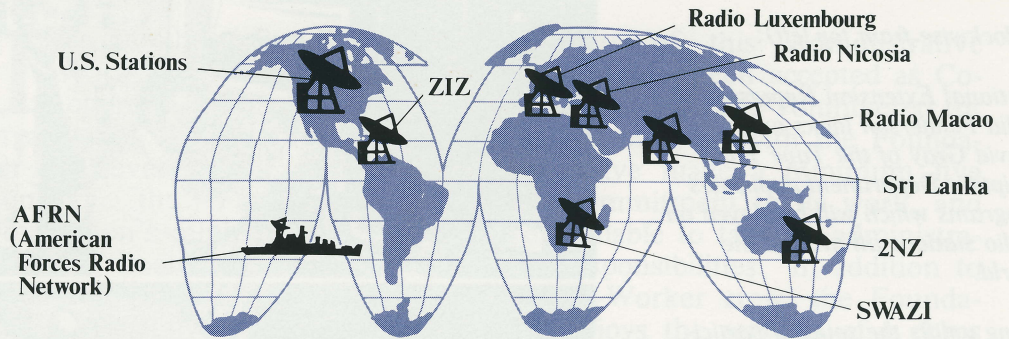 Radio Luxembourg
Radio Nicosia
U.S. Stations
ZIZ
Radio Macao
Sri Lanka
AFRN
(American
Forces Radio
Network)
2NZ
SWAZI